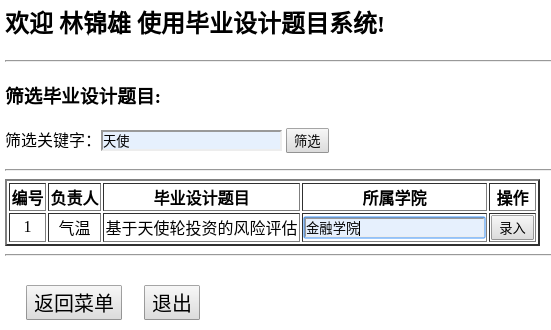 欢迎 林锦雄 使用毕业设计题目系统!
筛选毕业设计题目:
筛选关键字: 天使 筛选
编号 负责人 毕业设计题目 所属学院 操作
1 气温 基于天使轮投资的风险评估 金融学院 录入
返回菜单 退出